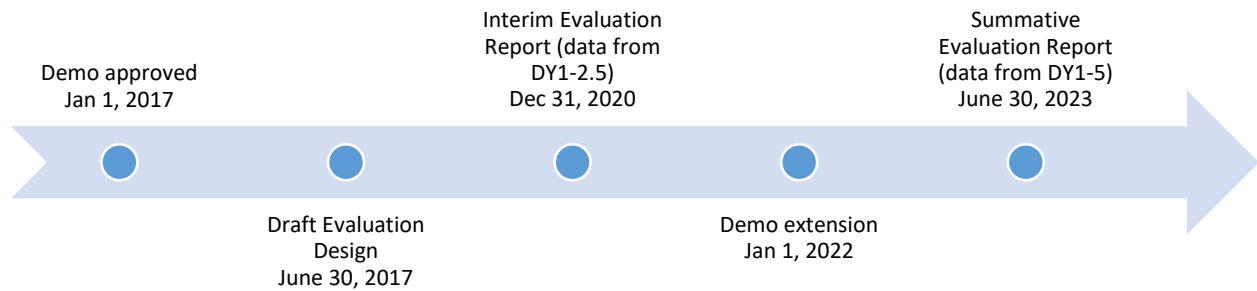 Demo approved
Jan 1, 2017
Draft Evaluation
Design
June 30, 2017
Interim Evaluation
Report (data from
DY1-2.5)
Dec 31, 2020
Demo extension
Jan 1, 2022
Summative
Evaluation Report
(data from DY1-5)
June 30, 2023